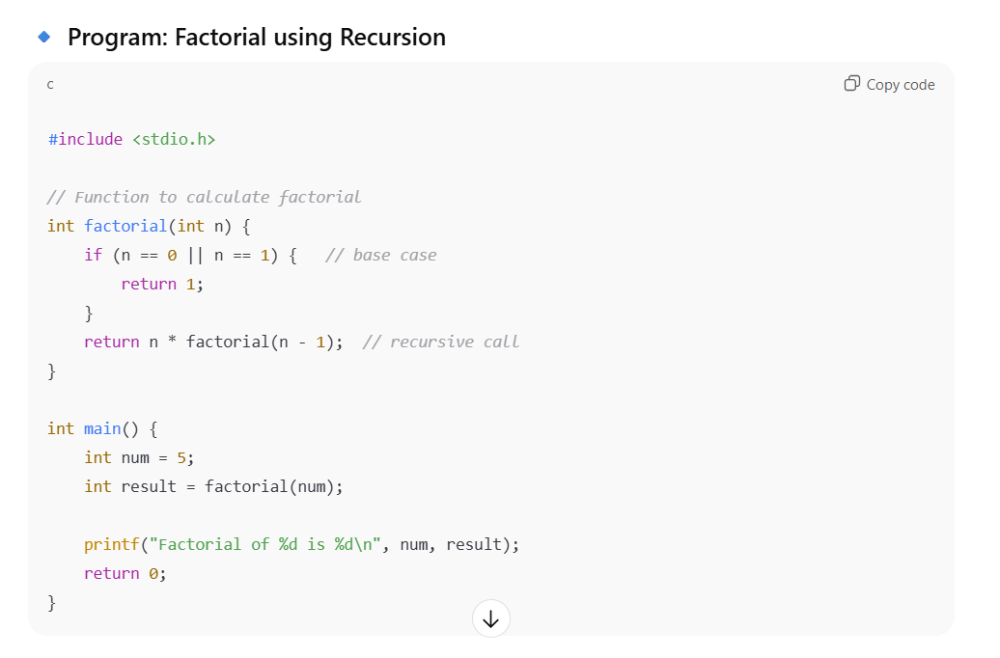 Program: Factorial using Recursion
c
Copy code
#include <stdio.h>
// Function to calculate factorial
int factorial(int n) {
    if (n == 0 || n == 1) {   // base case
        return 1;
    }
    return n * factorial(n - 1);  // recursive call
}
int main() {
    int num = 5;
    int result = factorial(num);
    printf("Factorial of %d is %d\n", num, result);
    return 0;
}